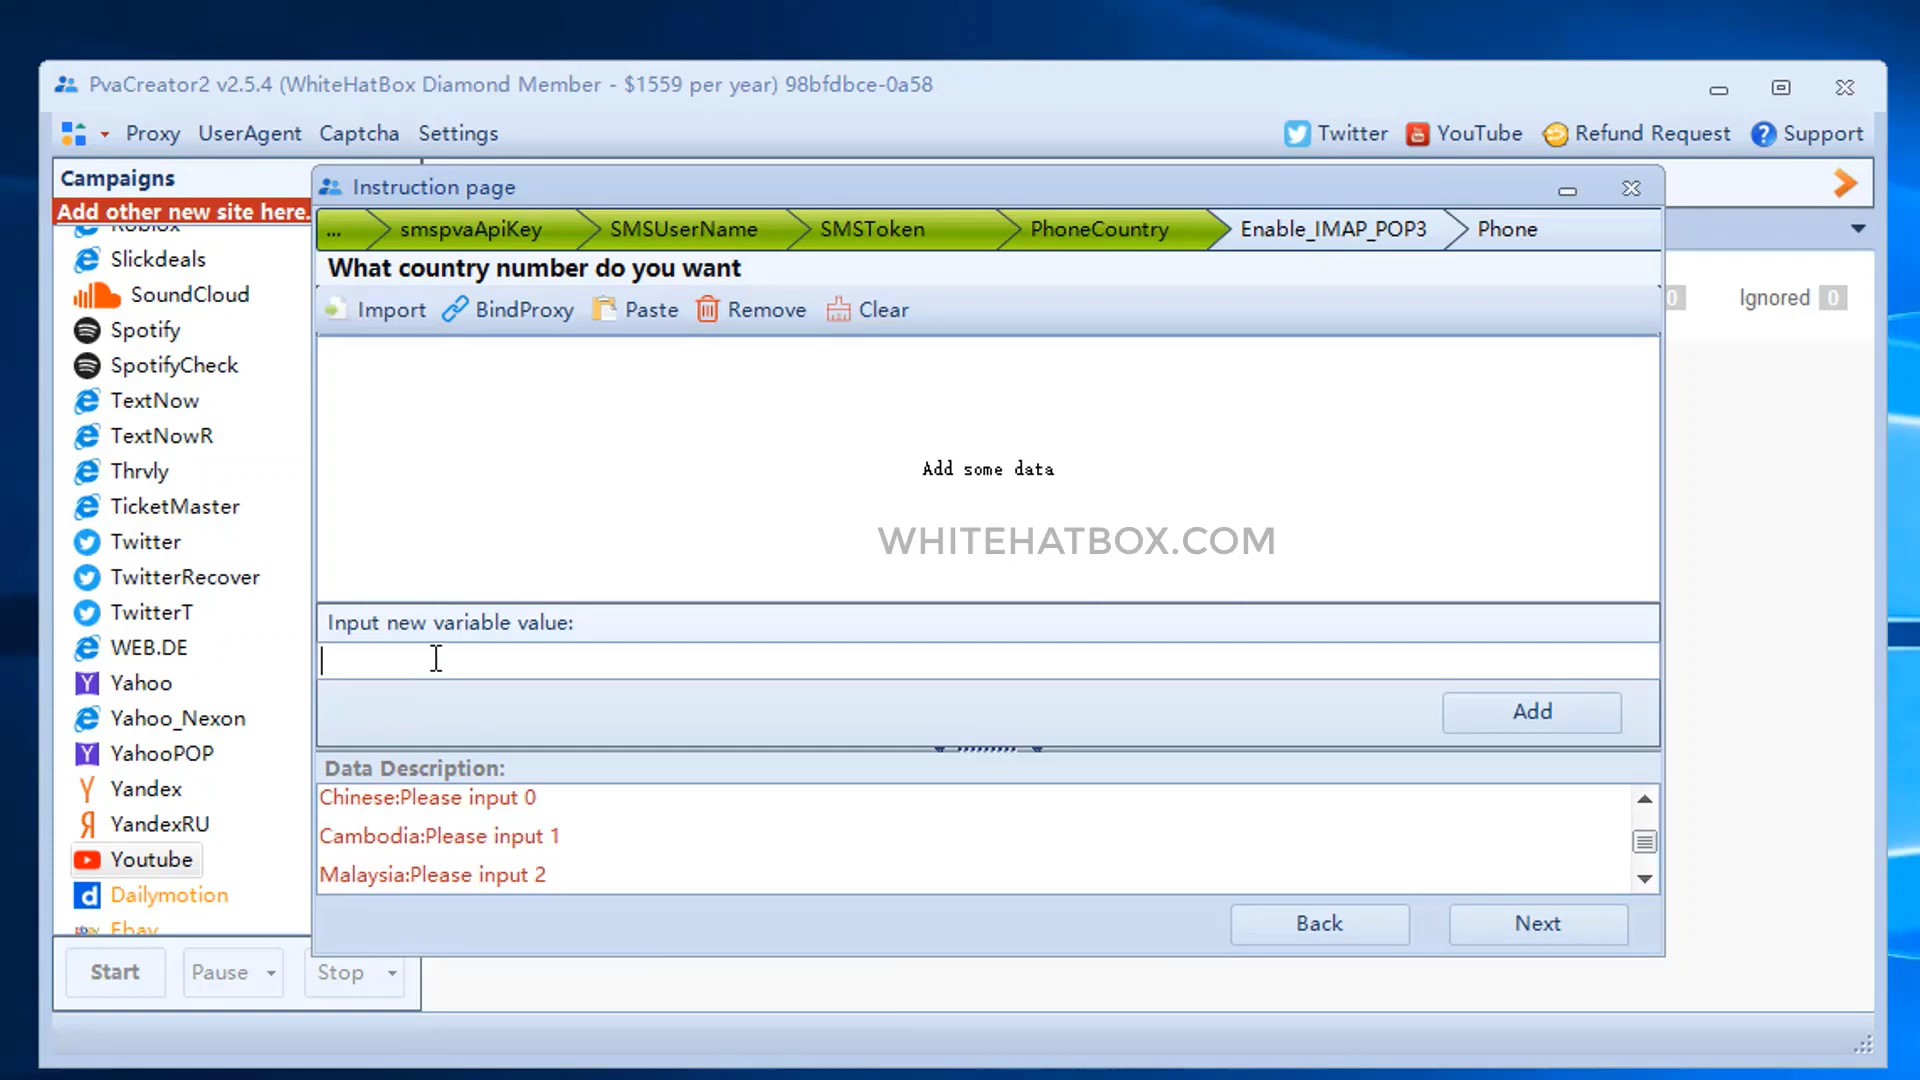 PvaCreator2 v2.5.4 (WhiteHatBox Diamond Member - $1559 per year) 98bfdbce-0a58
Proxy UserAgent Captcha Settings Twitter YouTube Refund Request Support
Campaigns
Add other new site here.
Roblox
Slickdeals
SoundCloud
Spotify
SpotifyCheck
TextNow
TextNowR
Thrvly
TicketMaster
Twitter
TwitterRecover
TwitterT
WEB.DE
Yahoo
Yahoo_Nexon
YahooPOP
Yandex
YandexRU
Youtube
Dailymotion
Ebay
Start Pause Stop
Instruction page
... smspvaApiKey SMSUserName SMSToken PhoneCountry Enable_IMAP_POP3 Phone
What country number do you want
Import BindProxy Paste Remove Clear
0 Ignored 0
Add some data
WHITEHATBOX.COM
Input new variable value:
Add
Data Description:
Chinese:Please input 0
Cambodia:Please input 1
Malaysia:Please input 2
Back Next